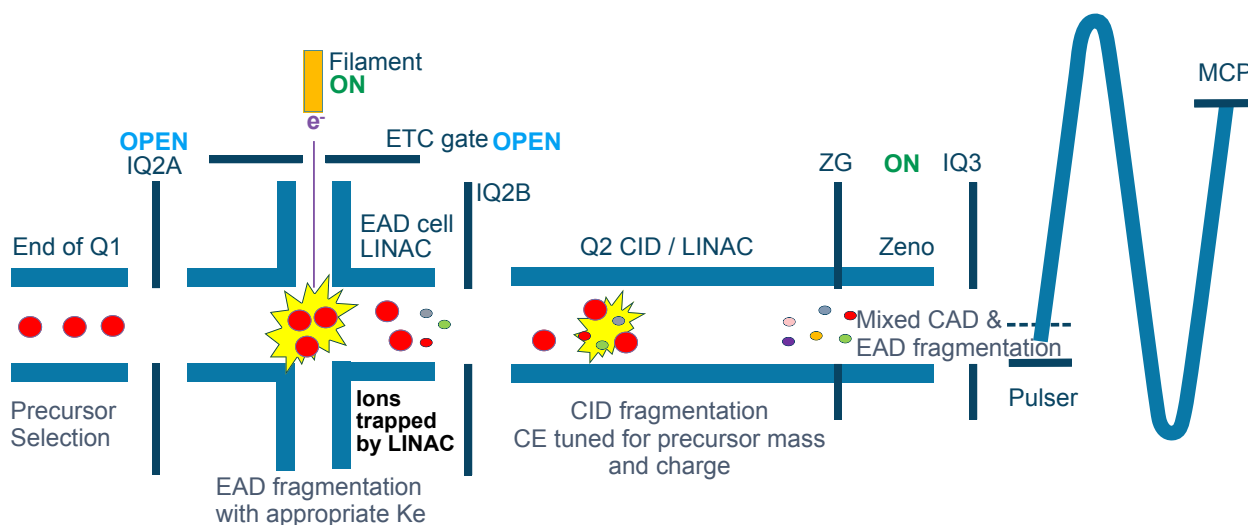 Filament
ON
e-
OPEN
IQ2A
ETC gate OPEN
IQ2B
ZG
ON
IQ3
MCP
End of Q1
EAD cell
LINAC
Q2 CID / LINAC
Zeno
Mixed CAD &
EAD fragmentation
Pulser
Precursor
Selection
Ions
trapped
by LINAC
CID fragmentation
CE tuned for precursor mass
and charge
EAD fragmentation
with appropriate Ke